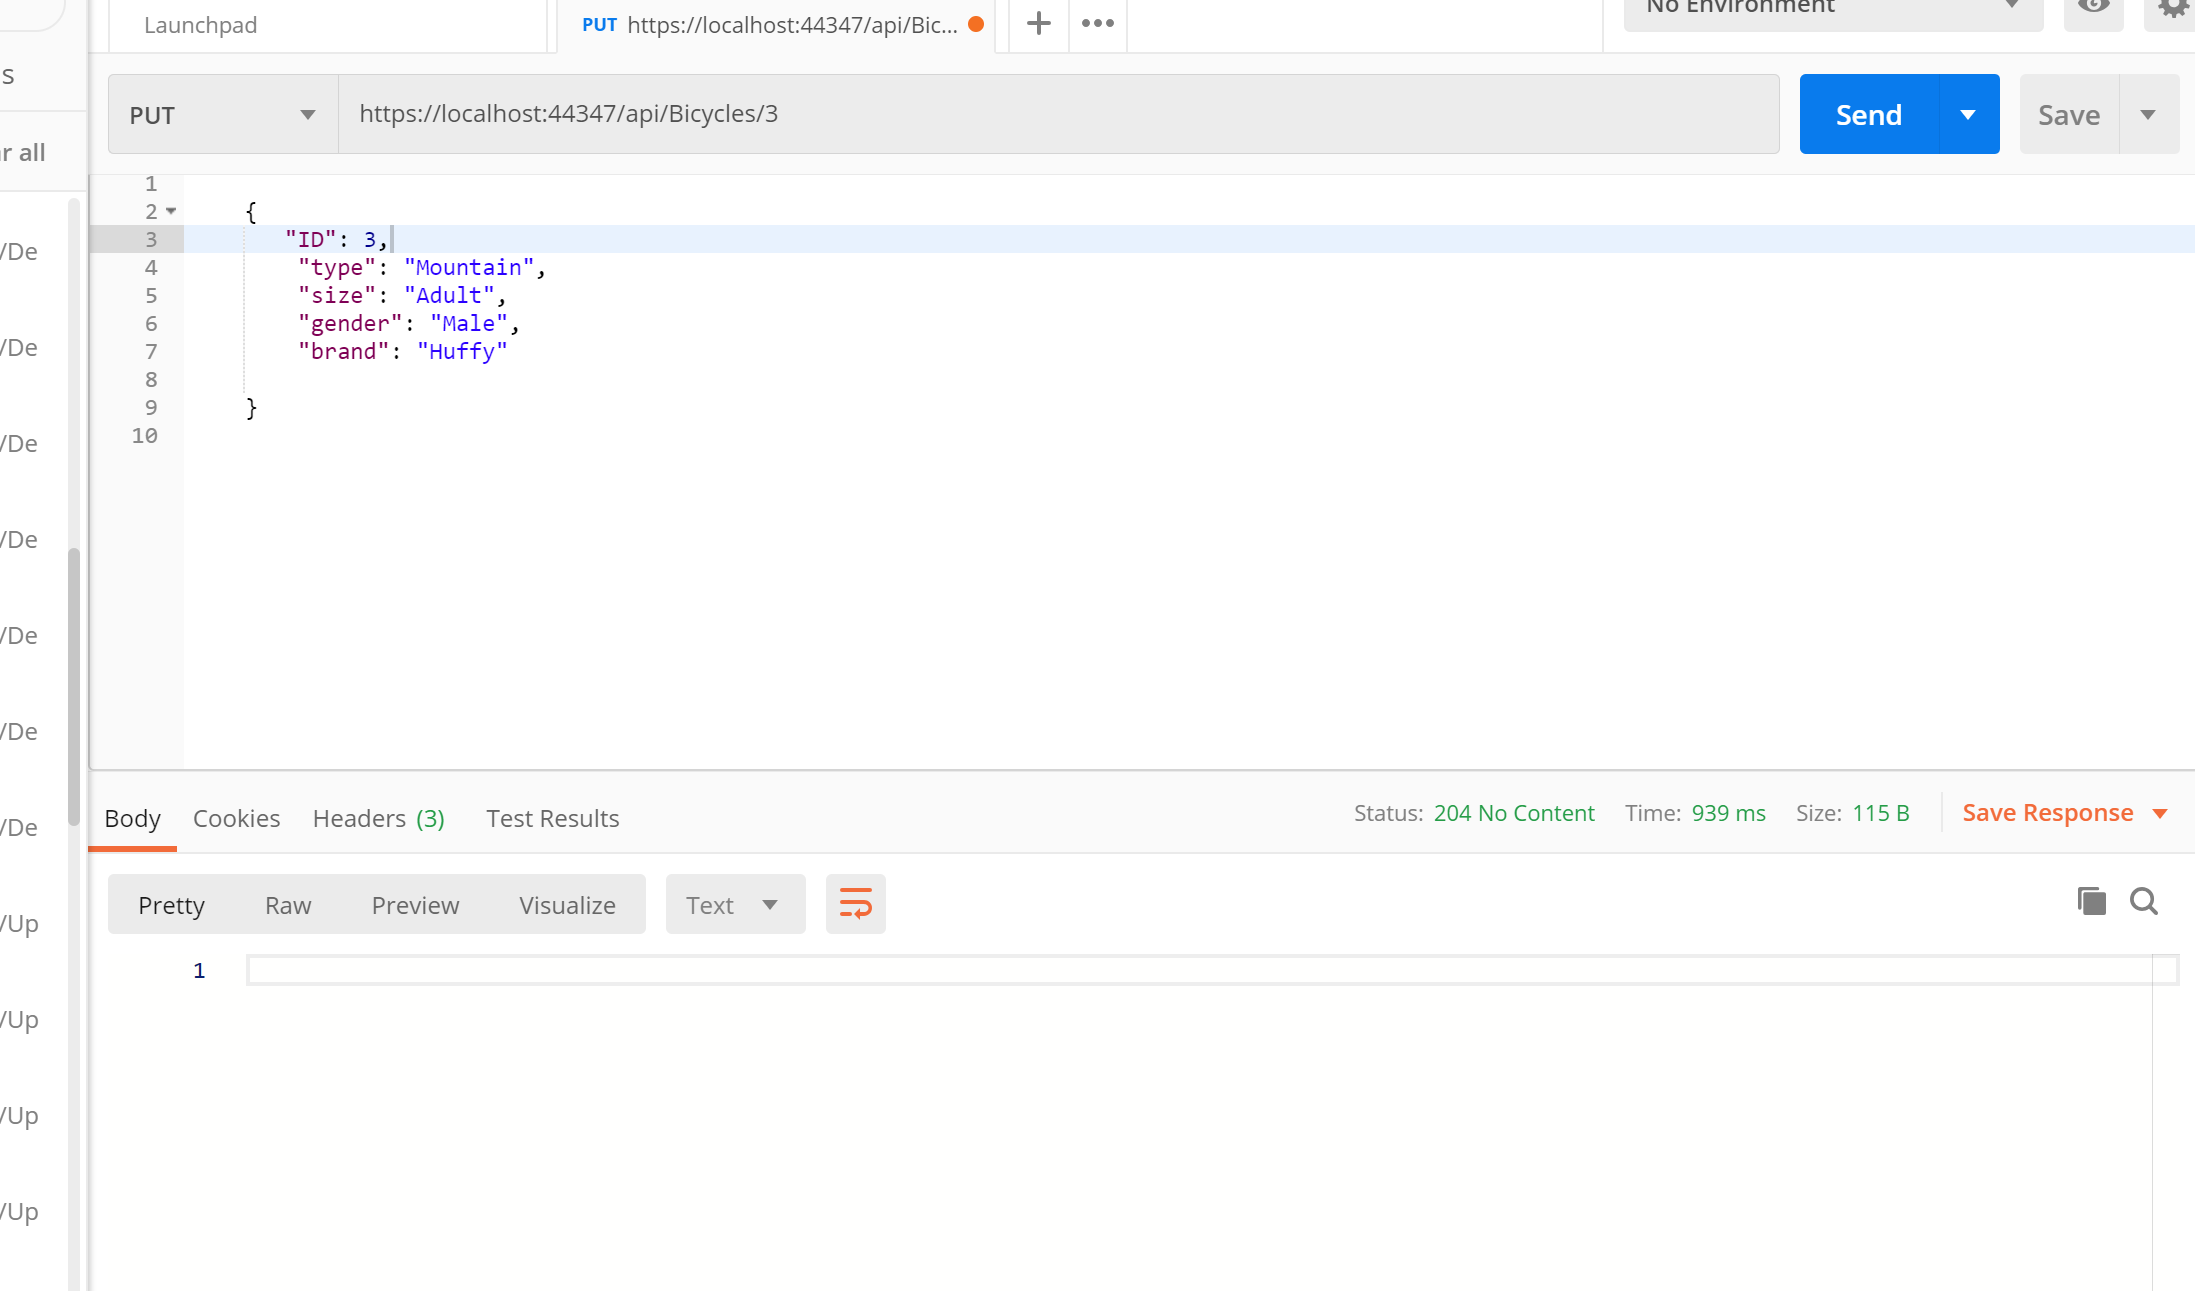 Launchpad
PUT https://localhost:44347/api/Bic...
No Environment
s
PUT
https://localhost:44347/api/Bicycles/3
Send
Save
r all
1
2 {
3 "ID": 3,
4 "type": "Mountain",
5 "size": "Adult",
6 "gender": "Male",
7 "brand": "Huffy"
8
9 }
10
/De
/De
/De
/De
/De
/De
/De
/Up
/Up
/Up
/Up
Body Cookies Headers (3) Test Results
Status: 204 No Content Time: 939 ms Size: 115 B Save Response
Pretty Raw Preview Visualize Text
1